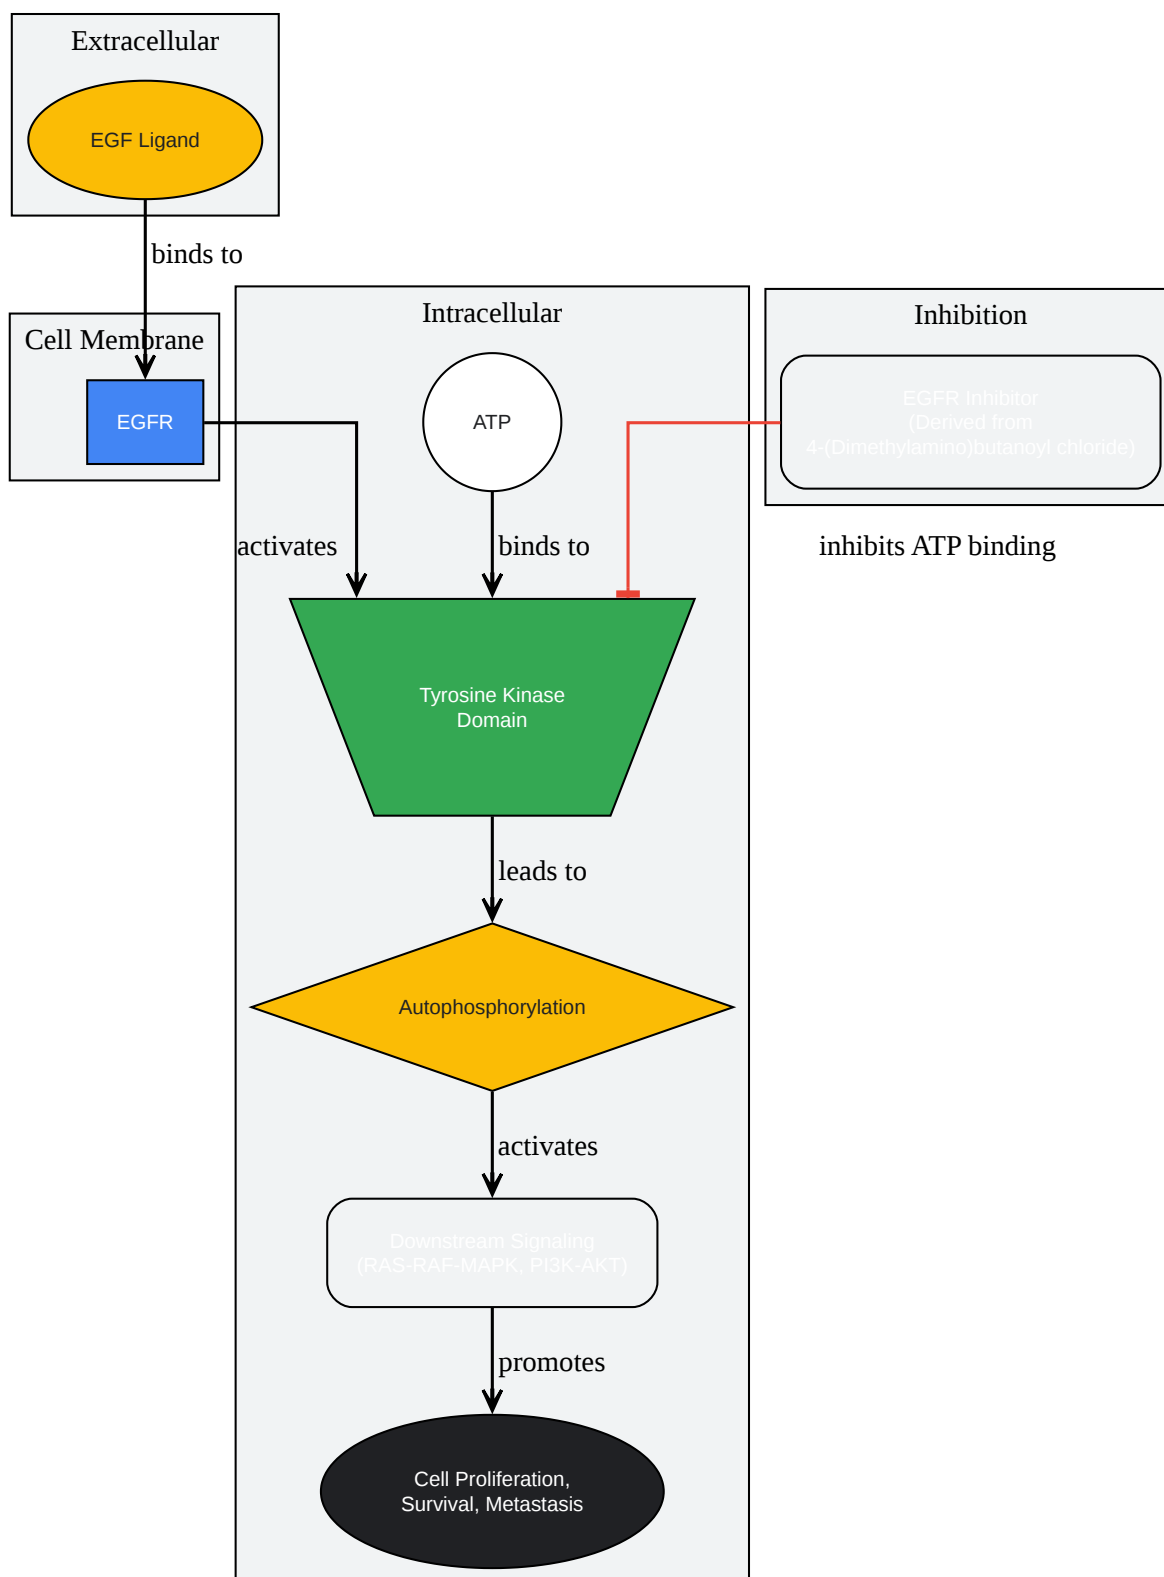 Extracellular
EGF Ligand
binds to
Cell Membrane
EGFR
Intracellular
ATP
Inhibition
EGFR Inhibitor
(Derived from
4-(Dimethylamino)butanoyl chloride)
activates
binds to
inhibits ATP binding
Tyrosine Kinase
Domain
leads to
Autophosphorylation
activates
Downstream Signaling
(RAS-RAF-MAPK, PI3K-AKT)
promotes
Cell Proliferation,
Survival, Metastasis